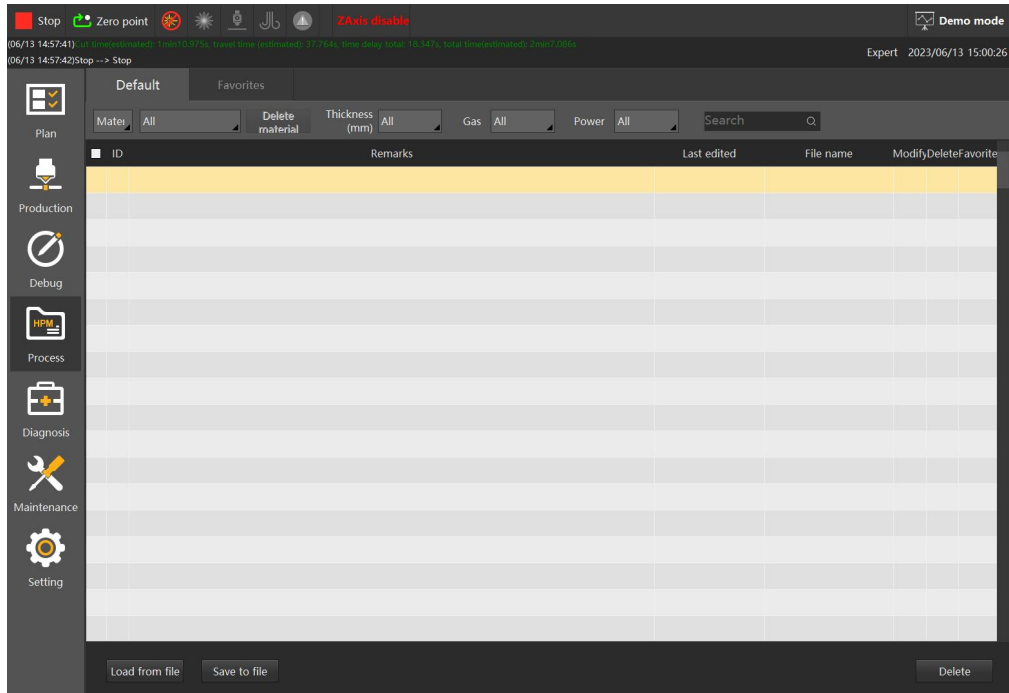 Stop Zero point ZAxis disable Demo mode
(06/13 14:57:41)Cut time(estimated): 1min10.975s, travel time (estimated): 37.764s, time delay total: 18.347s, total time(estimated): 2min7.086s
(06/13 14:57:42)Stop --> Stop
Expert 2023/06/13 15:00:26
Default Favorites
Mater All Delete material Thickness (mm) All Gas All Power All Search
ID Remarks Last edited File name Modify Delete Favorite
Plan
Production
Debug
HPM
Process
Diagnosis
Maintenance
Setting
Load from file Save to file Delete